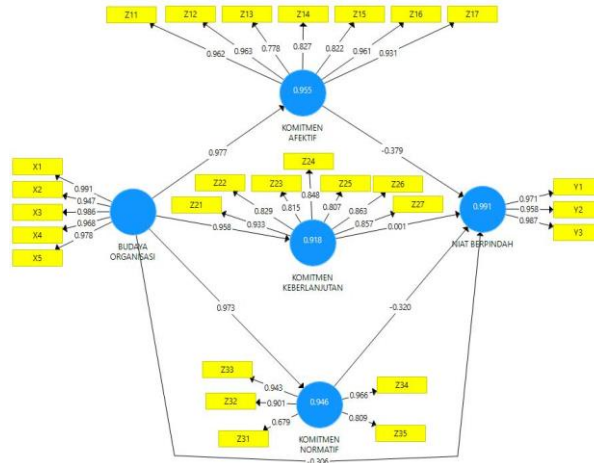 Z11 Z12 Z13 Z14 Z15 Z16 Z17
0.962 0.963 0.778 0.827 0.822 0.961 0.931
0.955
KOMITMEN
AFEKTIF
0.977
-0.379
X1
X2
X3
X4
X5
0.991
0.947
0.986
0.968
0.978
BUDAYA
ORGANISASI
Z21 Z22 Z23 Z24 Z25 Z26 Z27
0.933 0.829 0.815 0.848 0.807 0.863 0.857
0.958
0.918
0.001
KOMITMEN
KEBERLANJUTAN
0.991
NIAT BERPINDAH
0.971
0.958
0.987
Y1
Y2
Y3
0.973
-0.320
Z33
Z32
Z31
0.943
0.901
0.679
0.946
0.966
0.809
Z34
Z35
KOMITMEN
NORMATIF
-0.306